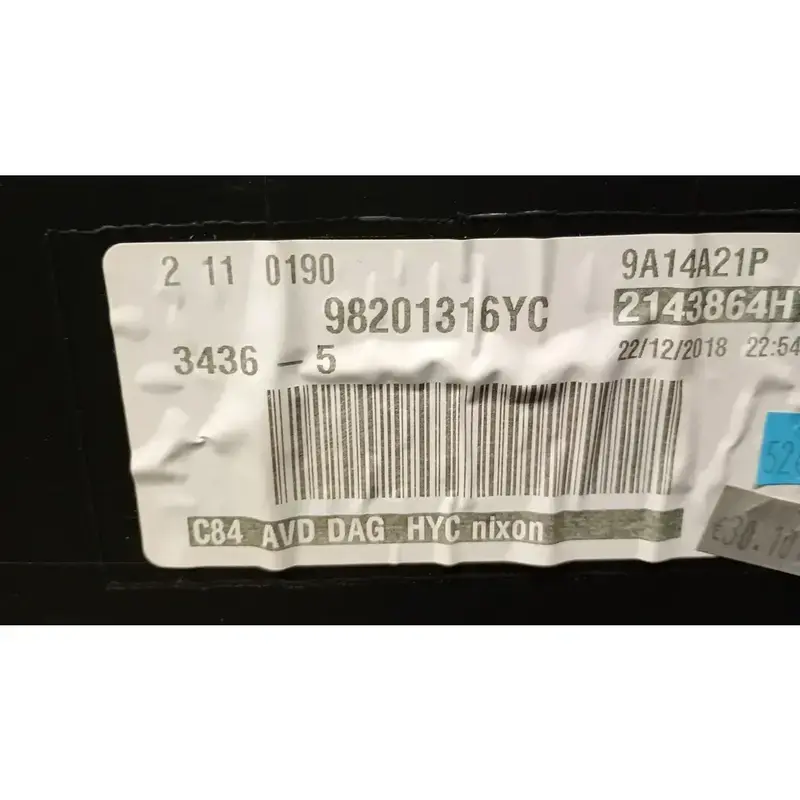 2 11 0190 9A14A21P
98201316YC 2143864H
3436 - 5 22/12/2018 22:54
C84 AVD DAG HYC nixon